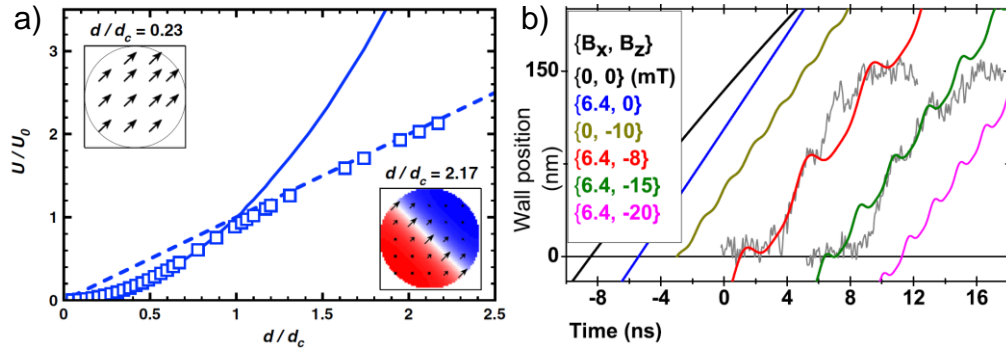 a)
d / d_c = 0.23
U / U_0
3
2
1
0
d / d_c = 2.17
0
0.5
1.0
1.5
2.0
2.5
d / d_c
b)
{B_x, B_z}
{0, 0} (mT)
{6.4, 0}
{0, -10}
{6.4, -8}
{6.4, -15}
{6.4, -20}
Wall position
(nm)
150
0
-8
-4
0
4
8
12
16
Time (ns)